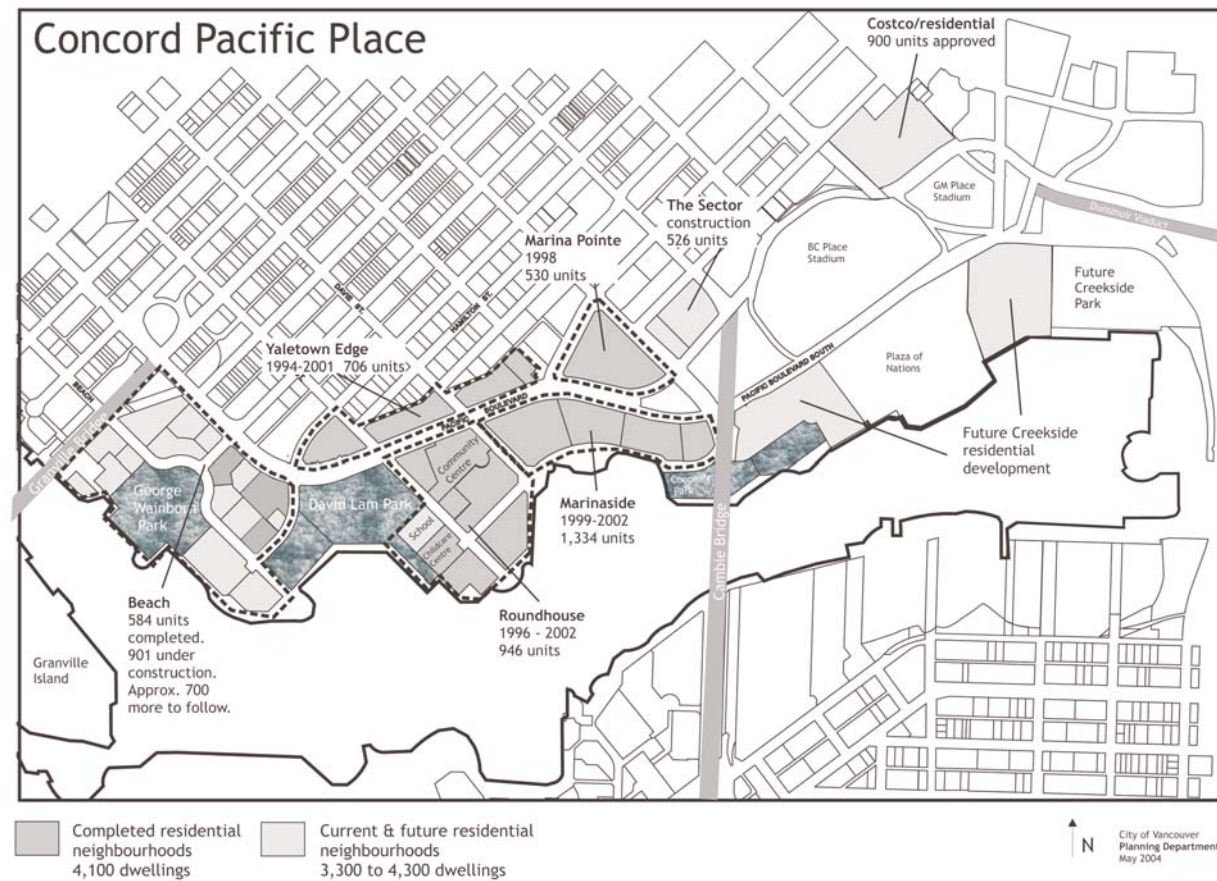 Concord Pacific Place
Costco/residential
900 units approved
GM Place
Stadium
Dunsmuir Viaduct
The Sector
construction
526 units
BC Place
Stadium
Marina Pointe
1998
530 units
Future
Creekside
Park
DAVIE ST.
HAMILTON ST.
Yaletown Edge
1994-2001 706 units
Plaza of
Nations
PACIFIC BOULEVARD SOUTH
BEACH
Granville Bridge
PACIFIC BOULEVARD
Community
Centre
Future Creekside
residential
development
George
Wainborn
Park
David Lam Park
School
Childcare
Centre
Cooper's
Park
Marinaside
1999-2002
1,334 units
Cambie Bridge
Beach
584 units
completed.
901 under
construction.
Approx. 700
more to follow.
Roundhouse
1996 - 2002
946 units
Granville
Island
Completed residential
neighbourhoods
4,100 dwellings
Current & future residential
neighbourhoods
3,300 to 4,300 dwellings
N
City of Vancouver
Planning Department
May 2004